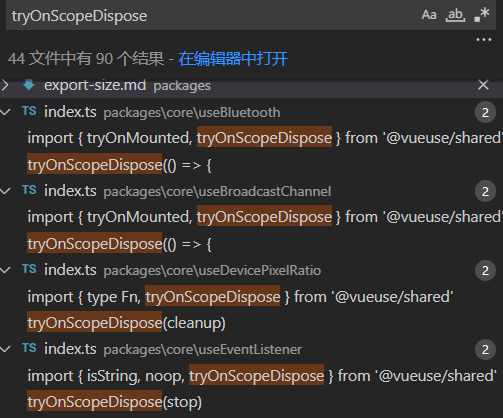 tryOnScopeDispose
Aa ab .*
...
44 文件中有 90 个结果 - 在编辑器中打开
export-size.md packages
TS index.ts packages\core\useBluetooth 2
import { tryOnMounted, tryOnScopeDispose } from '@vueuse/shared'
tryOnScopeDispose(() => {
TS index.ts packages\core\useBroadcastChannel 2
import { tryOnMounted, tryOnScopeDispose } from '@vueuse/shared'
tryOnScopeDispose(() => {
TS index.ts packages\core\useDevicePixelRatio 2
import { type Fn, tryOnScopeDispose } from '@vueuse/shared'
tryOnScopeDispose(cleanup)
TS index.ts packages\core\useEventListener 2
import { isString, noop, tryOnScopeDispose } from '@vueuse/shared'
tryOnScopeDispose(stop)